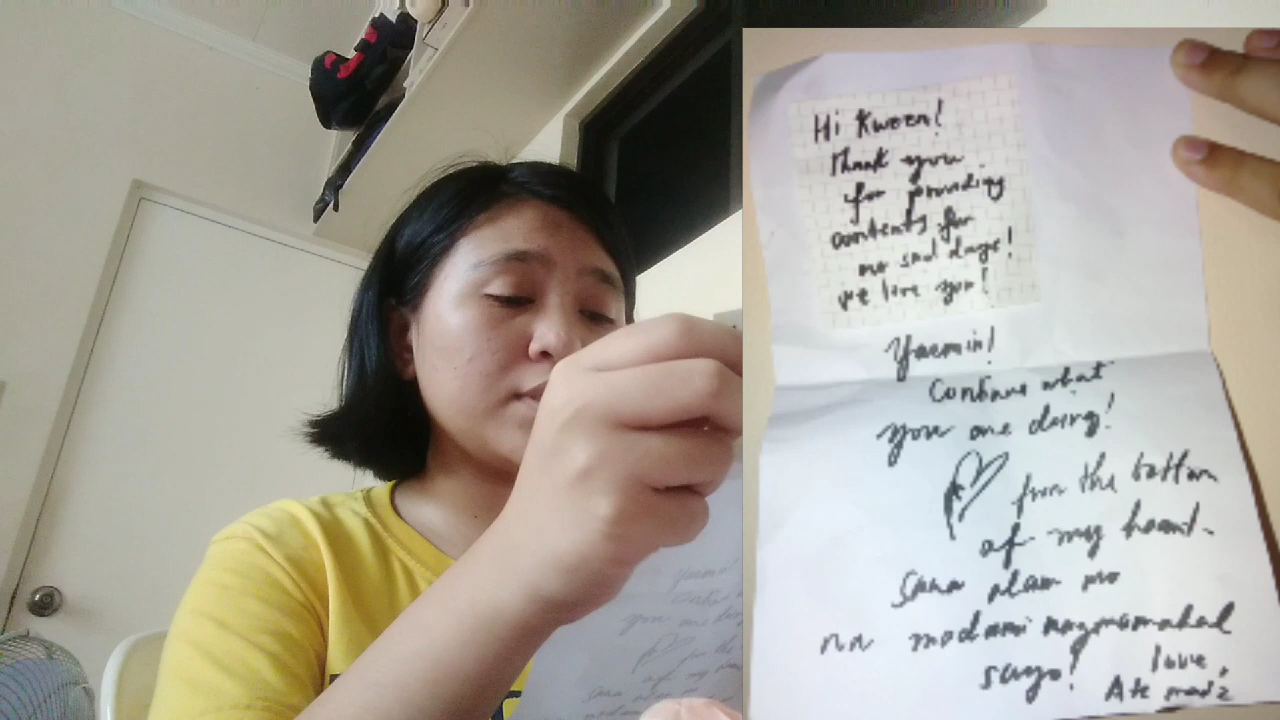 Hi Kween!
Thank you
for providing
contents for
no sad days!
we love you!
Yasmin!
Continue what
you are doing!
from the bottom
of my heart.
Sana alam mo
na madami nagmamahal
sayo!
love,
Ate